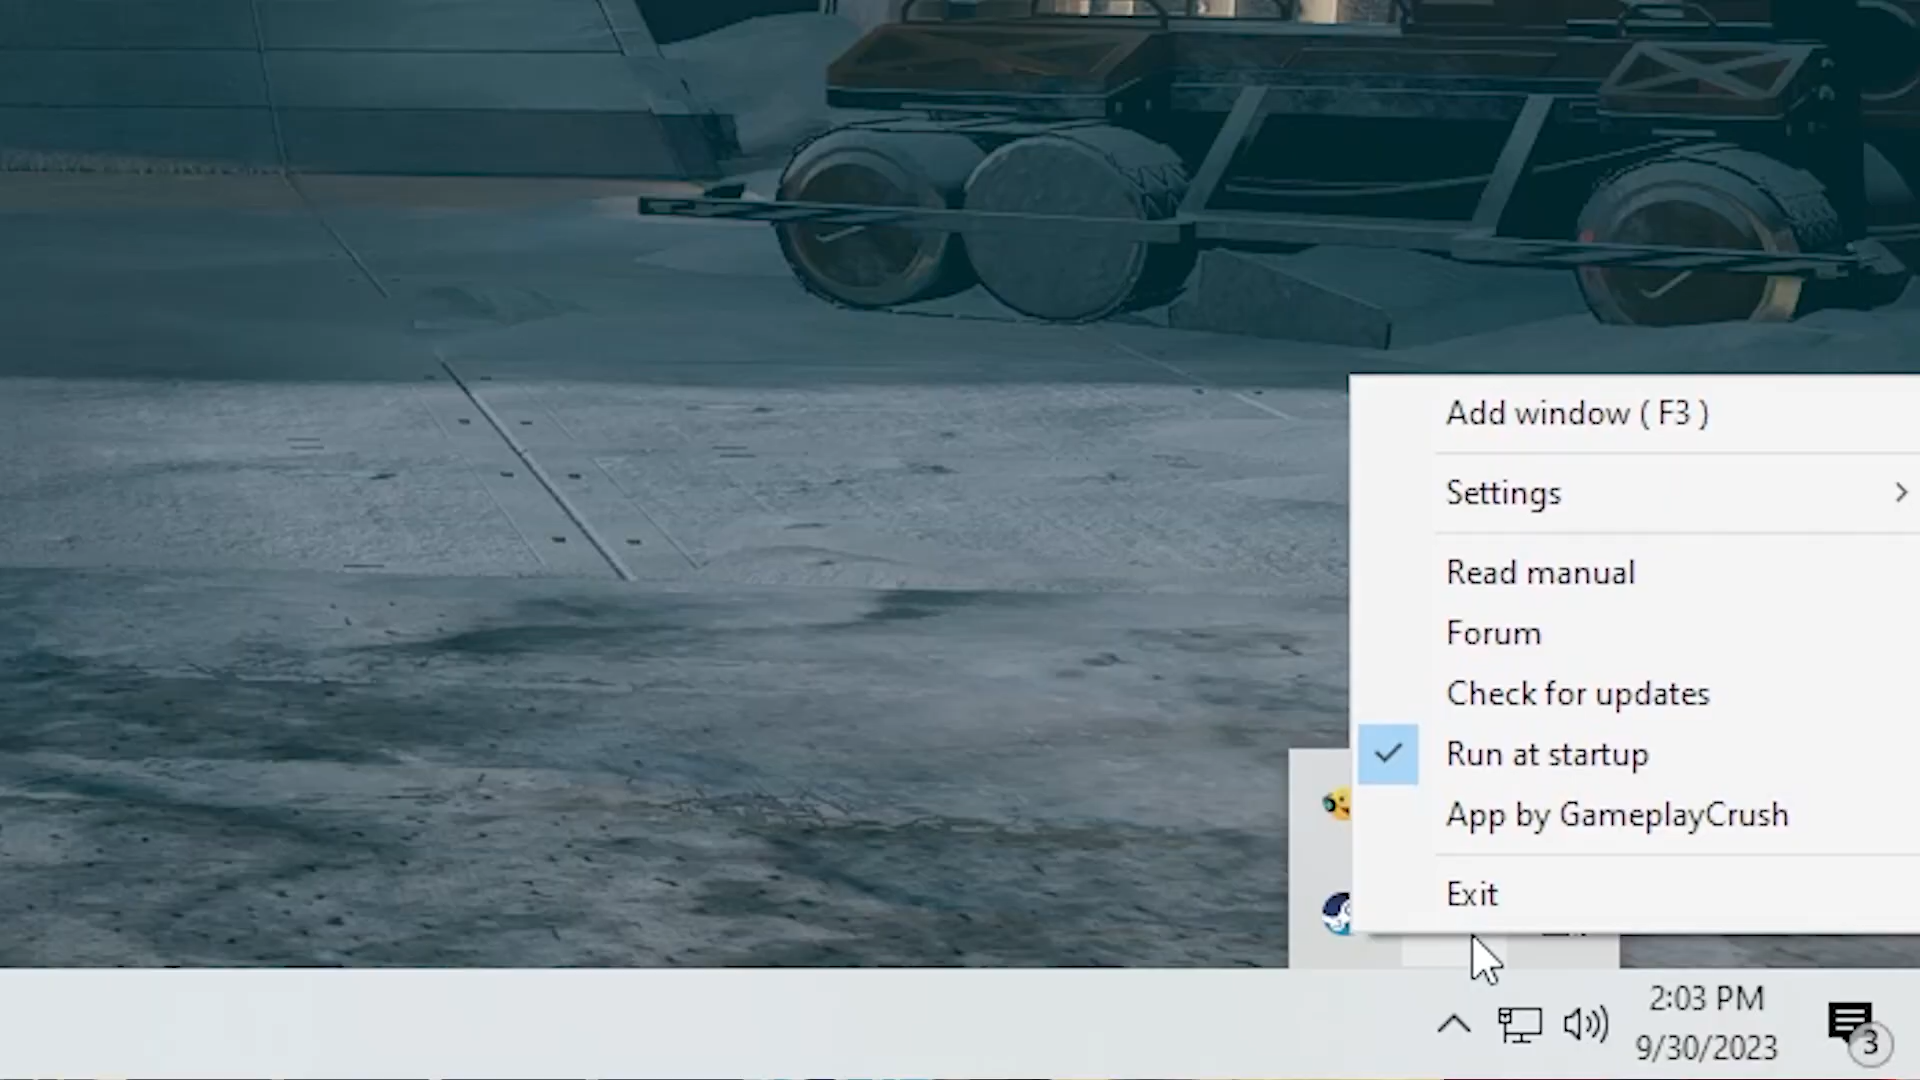 Add window ( F3 )
Settings
Read manual
Forum
Check for updates
Run at startup
App by GameplayCrush
Exit
2:03 PM
9/30/2023
3